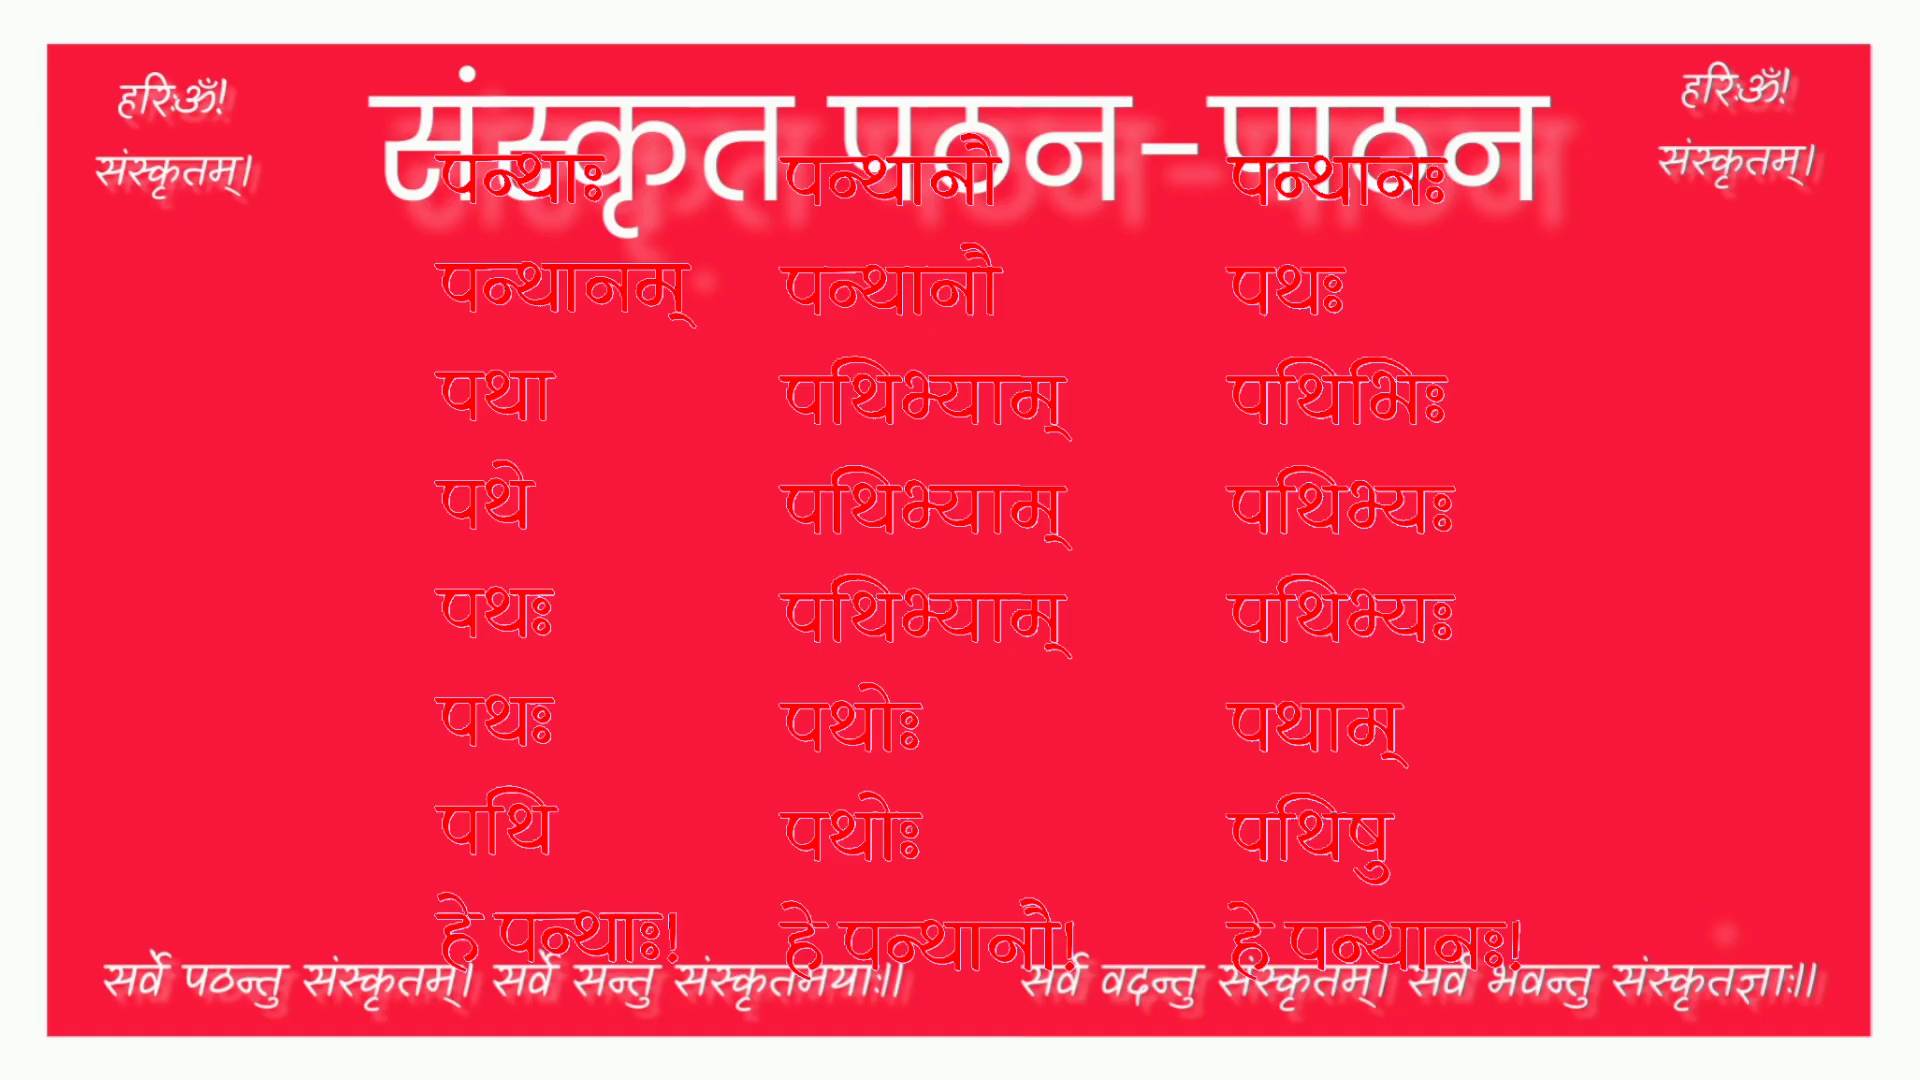 हरिःॐ!
संस्कृतम्।
संस्कृत पठन-पाठन
हरिःॐ!
संस्कृतम्।
पन्थाः पन्थानौ पन्थानः
पन्थानम् पन्थानौ पथः
पथा पथिभ्याम् पथिभिः
पथे पथिभ्याम् पथिभ्यः
पथः पथिभ्याम् पथिभ्यः
पथः पथोः पथाम्
पथि पथोः पथिषु
हे पन्थाः! हे पन्थानौ! हे पन्थानः!
सर्वे पठन्तु संस्कृतम्। सर्वे सन्तु संस्कृतमयाः॥ सर्वे वदन्तु संस्कृतम्। सर्वे भवन्तु संस्कृतज्ञाः॥